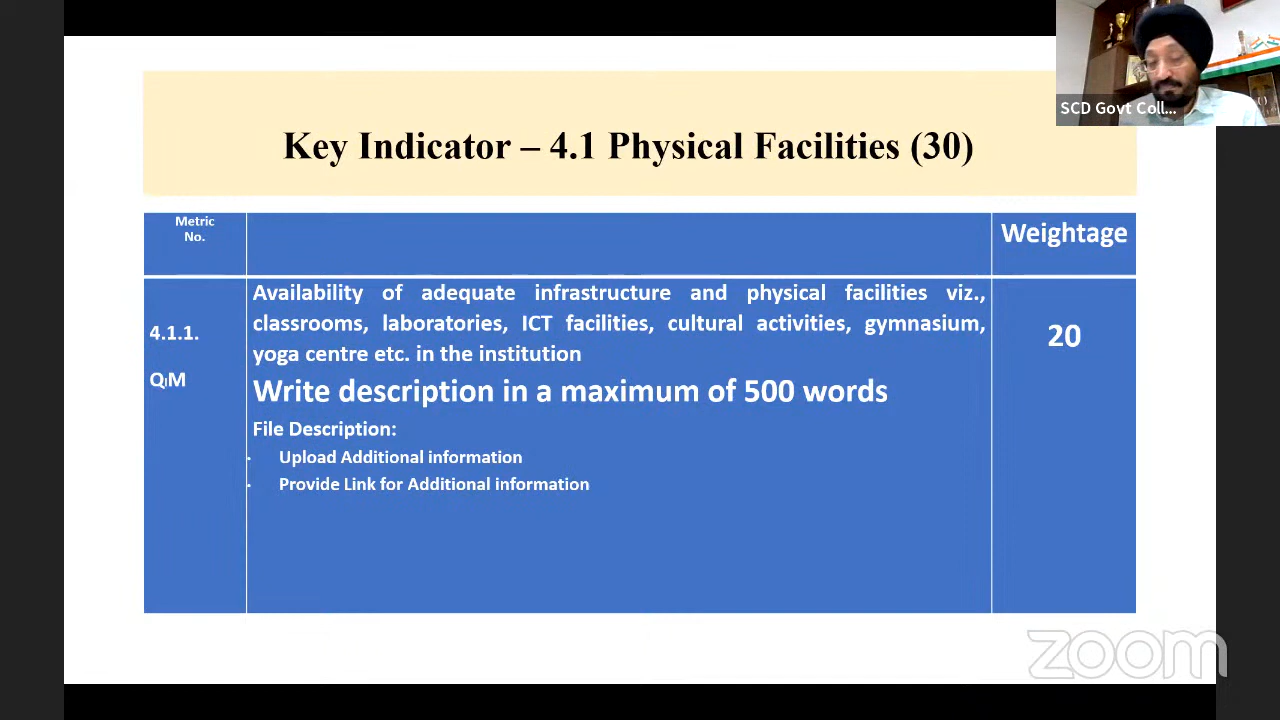 SCD Govt Coll...
Key Indicator – 4.1 Physical Facilities (30)
Metric
No.
Weightage
Availability of adequate infrastructure and physical facilities viz.,
classrooms, laboratories, ICT facilities, cultural activities, gymnasium,
yoga centre etc. in the institution
4.1.1.
QlM
20
Write description in a maximum of 500 words
File Description:
· Upload Additional information
· Provide Link for Additional information
zoom